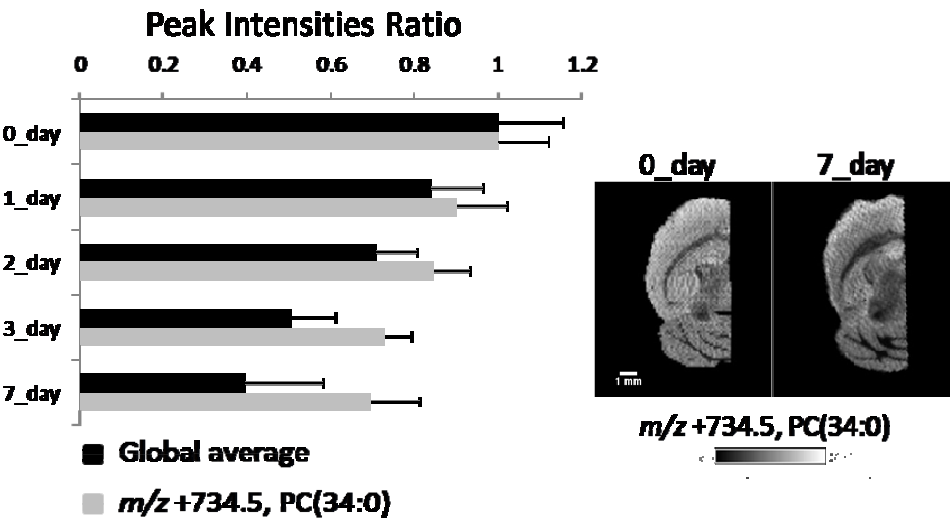 Peak Intensities Ratio
0 0.2 0.4 0.6 0.8 1 1.2
0_day
1_day
2_day
3_day
7_day
Global average
m/z +734.5, PC(34:0)
0_day 7_day
1 mm
m/z +734.5, PC(34:0)